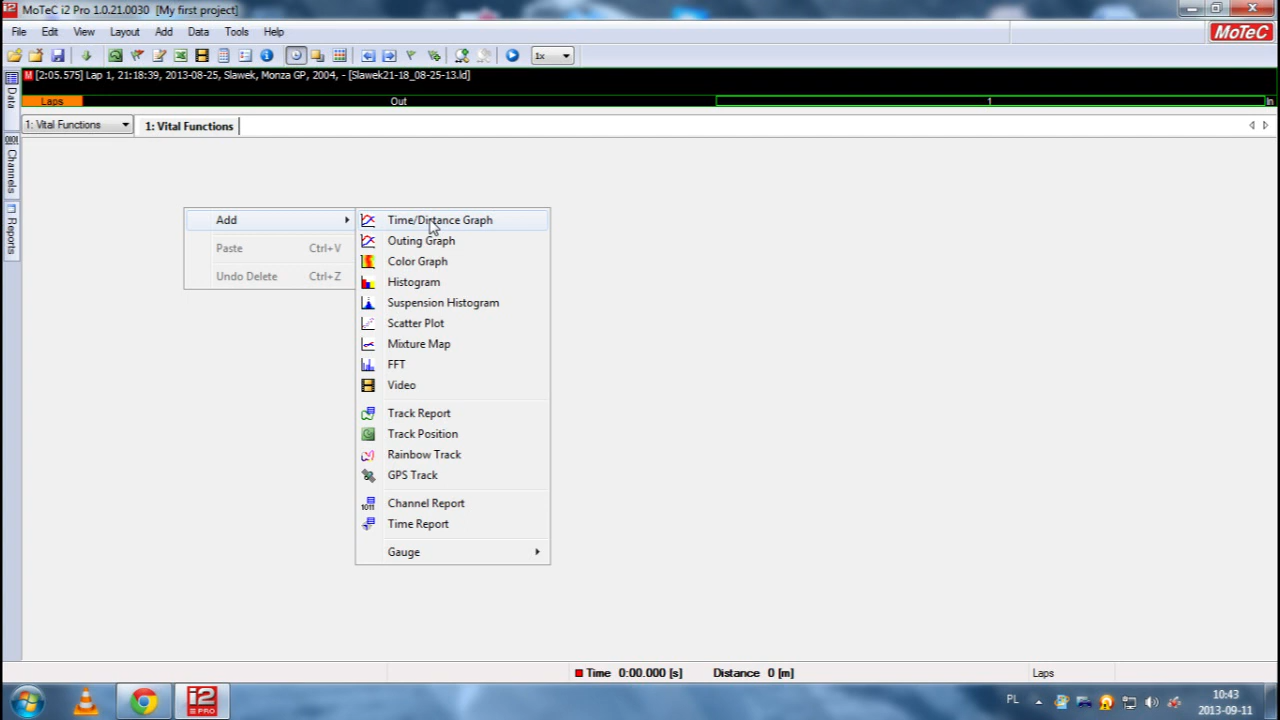 MoTeC i2 Pro 1.0.21.0030  [My first project]
File Edit View Layout Add Data Tools Help
MoTeC
1x
M [2:05.575] Lap 1, 21:18:39, 2013-08-25, Slawek, Monza GP, 2004, - [Slawek21-18_08-25-13.ld]
Laps Out 1 In
1: Vital Functions 1: Vital Functions
Data
Channels
Reports
Add
Paste Ctrl+V
Undo Delete Ctrl+Z
Time/Distance Graph
Outing Graph
Color Graph
Histogram
Suspension Histogram
Scatter Plot
Mixture Map
FFT
Video
Track Report
Track Position
Rainbow Track
GPS Track
Channel Report
Time Report
Gauge
Time 0:00.000 [s] Distance 0 [m] Laps
i2 PRO
PL
10:43
2013-09-11